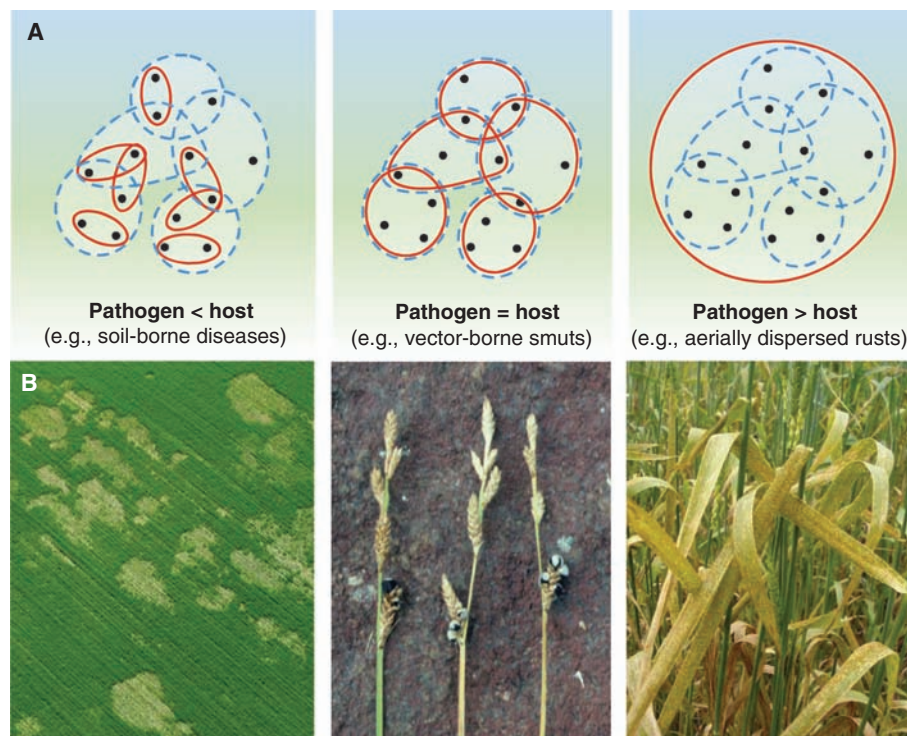 A
Pathogen < host
(e.g., soil-borne diseases)
Pathogen = host
(e.g., vector-borne smuts)
Pathogen > host
(e.g., aerially dispersed rusts)
B